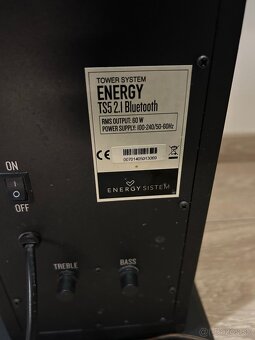 TOWER SYSTEM
ENERGY
TS5 2.1 Bluetooth
RMS OUTPUT: 60 W
POWER SUPPLY: 100-240/50-60Hz
CE
ENERGY SISTEM
ON
OFF
TREBLE
BASS